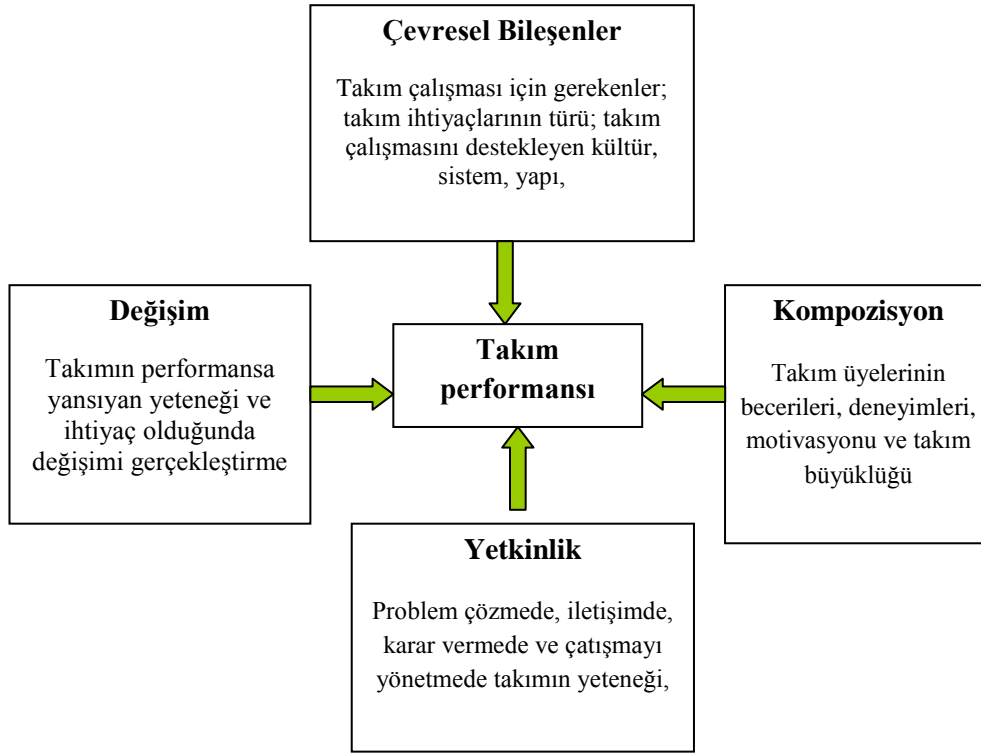 Çevresel Bileşenler
Takım çalışması için gerekenler;
takım ihtiyaçlarının türü; takım
çalışmasını destekleyen kültür,
sistem, yapı,
Değişim
Takımın performansa
yansıyan yeteneği ve
ihtiyaç olduğunda
değişimi gerçekleştirme
Takım
performansı
Kompozisyon
Takım üyelerinin
becerileri, deneyimleri,
motivasyonu ve takım
büyüklüğü
Yetkinlik
Problem çözmede, iletişimde,
karar vermede ve çatışmayı
yönetmede takımın yeteneği,